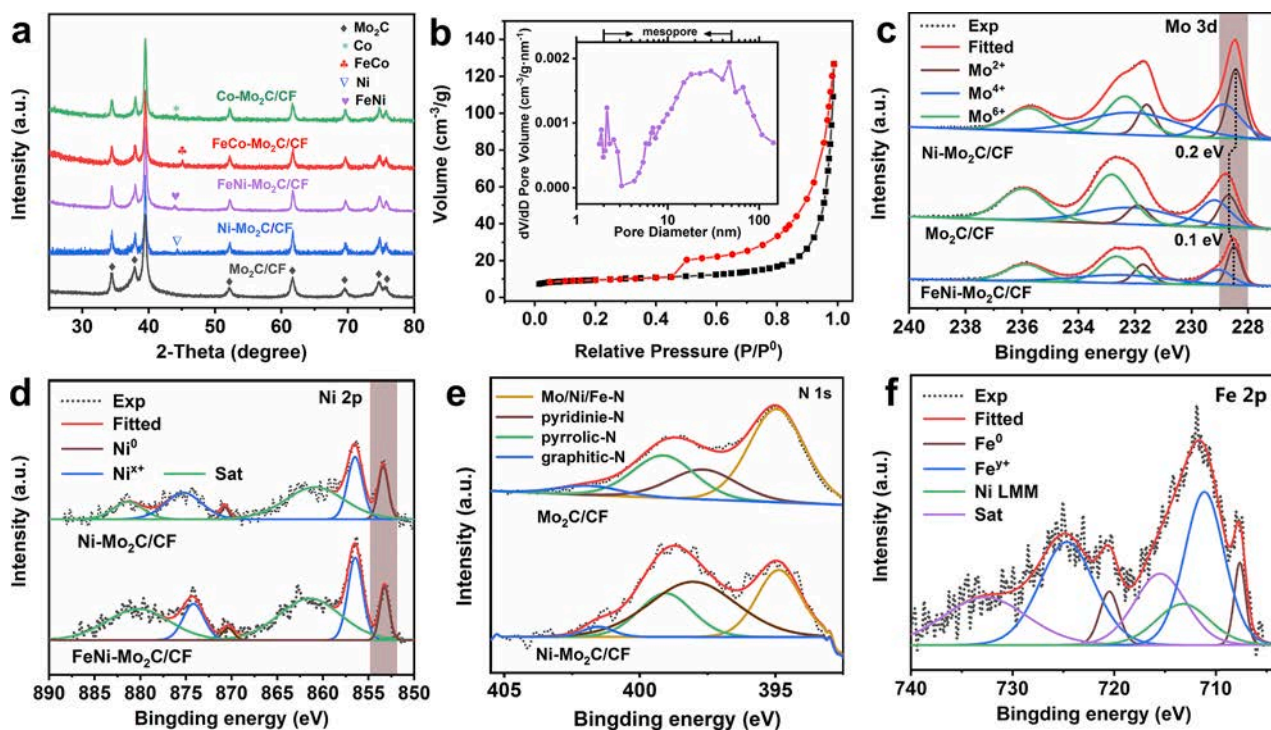 a
Mo₂C
Co
FeCo
Ni
FeNi
Co-Mo₂C/CF
FeCo-Mo₂C/CF
FeNi-Mo₂C/CF
Ni-Mo₂C/CF
Mo₂C/CF
Intensity (a.u.)
30 40 50 60 70 80
2-Theta (degree)
b
mesopore
0.002
0.001
0.000
dV/dD Pore Volume (cm⁻³/g·nm⁻¹)
1 10 100
Pore Diameter (nm)
140
120
100
80
60
40
20
0
Volume (cm⁻³/g)
0.0 0.2 0.4 0.6 0.8 1.0
Relative Pressure (P/P⁰)
c
Exp
Fitted
Mo²⁺
Mo⁴⁺
Mo⁶⁺
Mo 3d
Ni-Mo₂C/CF
0.2 eV
Mo₂C/CF
0.1 eV
FeNi-Mo₂C/CF
Intensity (a.u.)
240 236 232 228
Bingding energy (eV)
d
Exp
Fitted
Ni⁰
Niˣ⁺
Sat
Ni 2p
Ni-Mo₂C/CF
FeNi-Mo₂C/CF
Intensity (a.u.)
890 885 880 875 870 865 860 855 850
Bingding energy (eV)
e
Mo/Ni/Fe-N
pyridinie-N
pyrrolic-N
graphitic-N
N 1s
Mo₂C/CF
Ni-Mo₂C/CF
Intensity (a.u.)
405 400 395
Bingding energy (eV)
f
Exp
Fitted
Fe⁰
Feʸ⁺
Ni LMM
Sat
Fe 2p
Intensity (a.u.)
740 730 720 710
Bingding energy (eV)